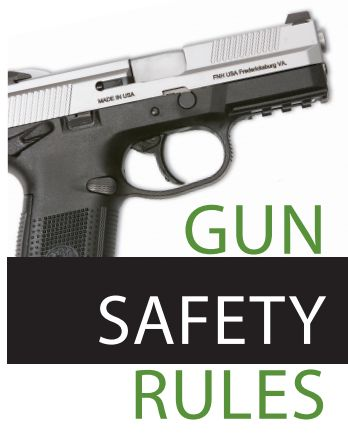 FNH USA Fredericksburg VA.
MADE IN USA
GUN
SAFETY
RULES